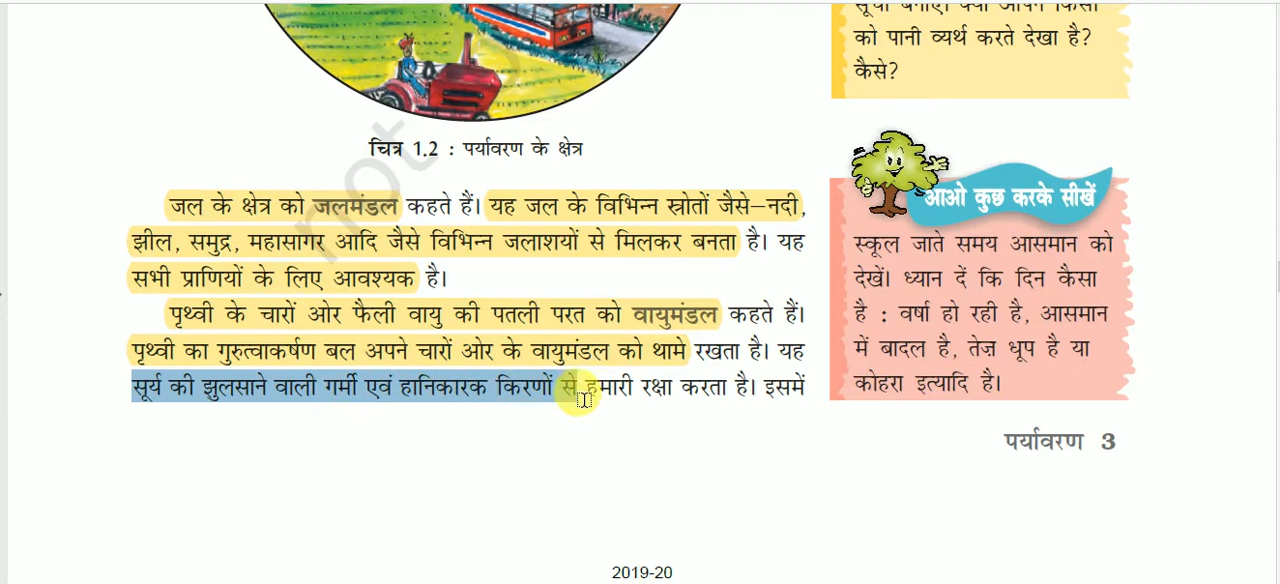 को पानी व्यर्थ करते देखा है?
कैसे?
चित्र 1.2 : पर्यावरण के क्षेत्र
जल के क्षेत्र को जलमंडल कहते हैं। यह जल के विभिन्न स्रोतों जैसे–नदी,
झील, समुद्र, महासागर आदि जैसे विभिन्न जलाशयों से मिलकर बनता है। यह
सभी प्राणियों के लिए आवश्यक है।
पृथ्वी के चारों ओर फैली वायु की पतली परत को वायुमंडल कहते हैं।
पृथ्वी का गुरुत्वाकर्षण बल अपने चारों ओर के वायुमंडल को थामे रखता है। यह
सूर्य की झुलसाने वाली गर्मी एवं हानिकारक किरणों से हमारी रक्षा करता है। इसमें
आओ कुछ करके सीखें
स्कूल जाते समय आसमान को
देखें। ध्यान दें कि दिन कैसा
है : वर्षा हो रही है, आसमान
में बादल है, तेज़ धूप है या
कोहरा इत्यादि है।
पर्यावरण 3
not
2019-20